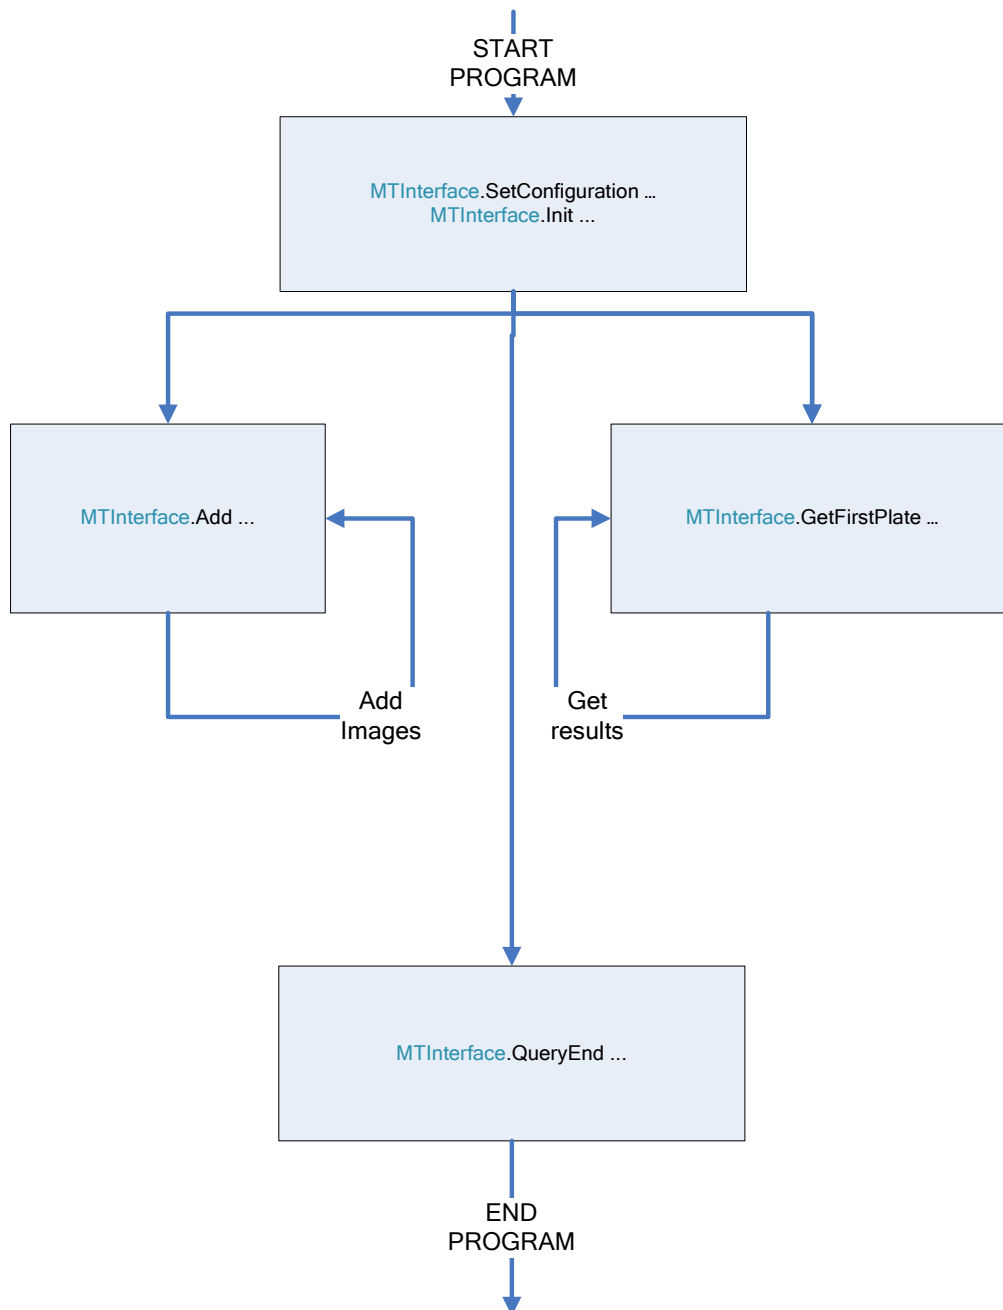 START
PROGRAM
MTInterface.SetConfiguration ...
MTInterface.Init ...
MTInterface.Add ...
MTInterface.GetFirstPlate ...
Add
Images
Get
results
MTInterface.QueryEnd ...
END
PROGRAM